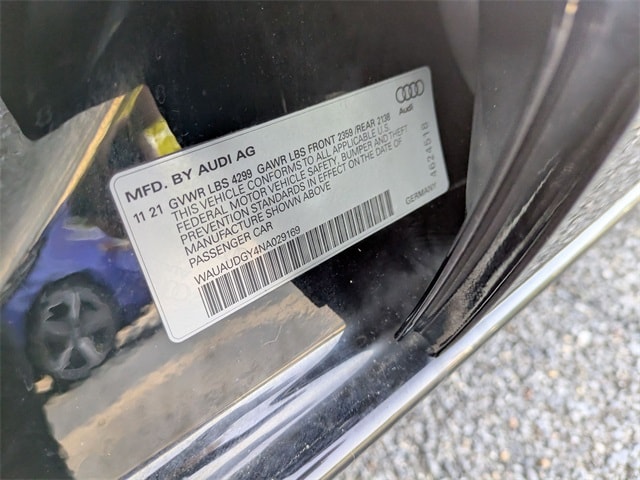 Audi
MFD. BY AUDI AG
11 21 GVWR LBS 4299 GAWR LBS FRONT 2359 /REAR 2138
THIS VEHICLE CONFORMS TO ALL APPLICABLE U.S.
FEDERAL MOTOR VEHICLE SAFETY, BUMPER AND THEFT
PREVENTION STANDARDS IN EFFECT ON THE DATE OF
MANUFACTURE SHOWN ABOVE
PASSENGER CAR
GERMANY
WAUAUDGY4NA029169
4624518